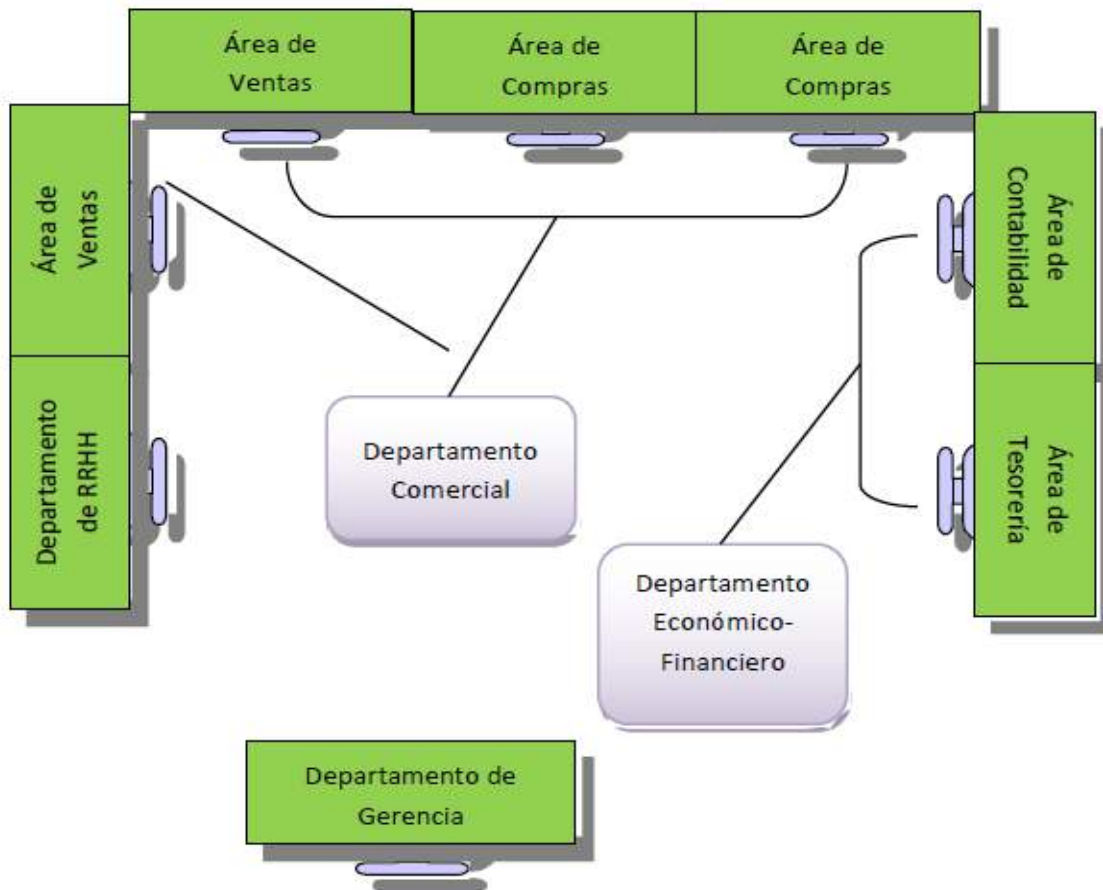 Área de
Ventas
Área de
Compras
Área de
Compras
Área de
Ventas
Departamento
de RRHH
Área de
Contabilidad
Área de
Tesorería
Departamento
Comercial
Departamento
Económico-
Financiero
Departamento de
Gerencia